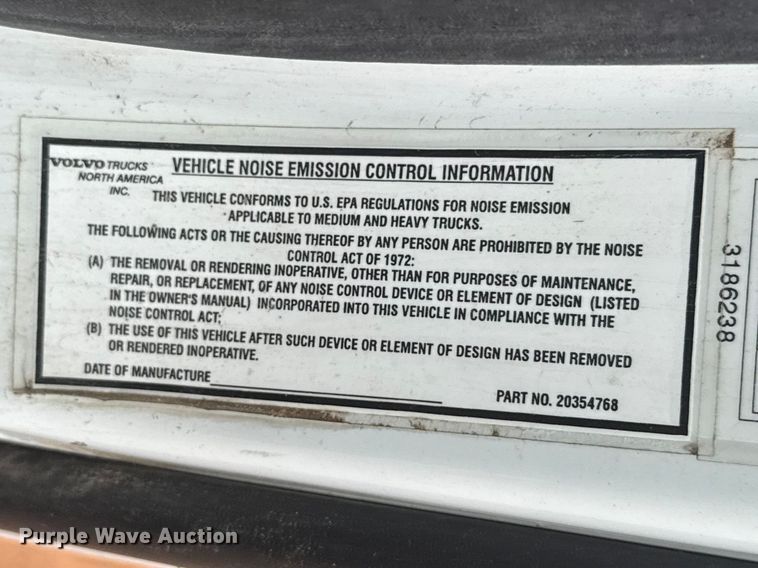 VOLVO TRUCKS
NORTH AMERICA
INC.
VEHICLE NOISE EMISSION CONTROL INFORMATION
THIS VEHICLE CONFORMS TO U.S. EPA REGULATIONS FOR NOISE EMISSION
APPLICABLE TO MEDIUM AND HEAVY TRUCKS.
THE FOLLOWING ACTS OR THE CAUSING THEREOF BY ANY PERSON ARE PROHIBITED BY THE NOISE
CONTROL ACT OF 1972:
(A) THE REMOVAL OR RENDERING INOPERATIVE, OTHER THAN FOR PURPOSES OF MAINTENANCE,
REPAIR, OR REPLACEMENT, OF ANY NOISE CONTROL DEVICE OR ELEMENT OF DESIGN (LISTED
IN THE OWNER'S MANUAL) INCORPORATED INTO THIS VEHICLE IN COMPLIANCE WITH THE
NOISE CONTROL ACT;
(B) THE USE OF THIS VEHICLE AFTER SUCH DEVICE OR ELEMENT OF DESIGN HAS BEEN REMOVED
OR RENDERED INOPERATIVE.
DATE OF MANUFACTURE
PART NO. 20354768
3186238
Purple Wave Auction